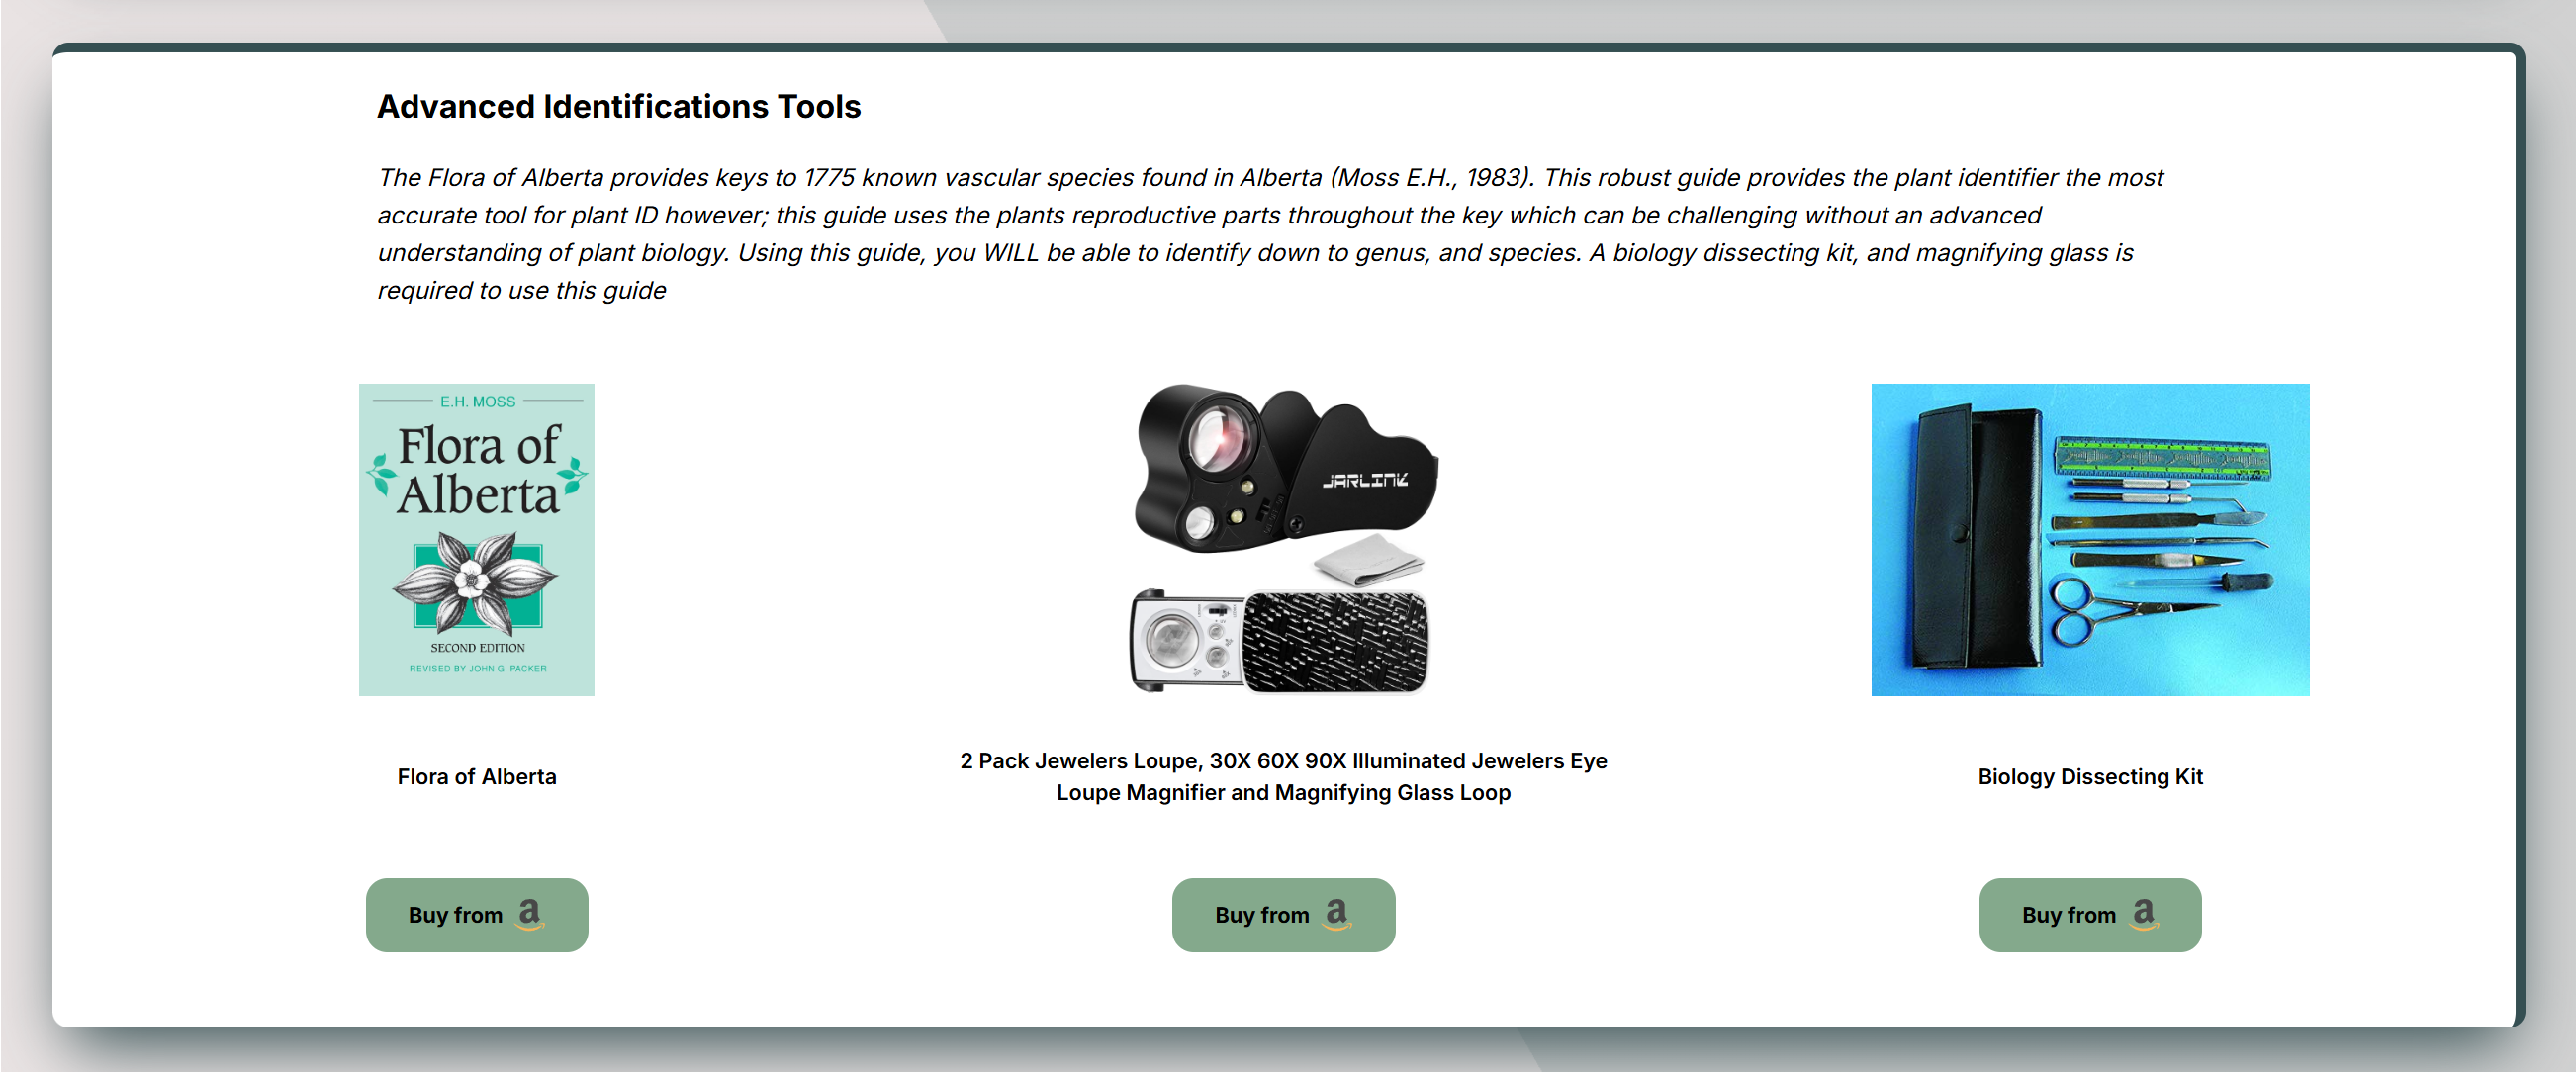 Advanced Identifications Tools
The Flora of Alberta provides keys to 1775 known vascular species found in Alberta (Moss E.H., 1983). This robust guide provides the plant identifier the most
accurate tool for plant ID however; this guide uses the plants reproductive parts throughout the key which can be challenging without an advanced
understanding of plant biology. Using this guide, you WILL be able to identify down to genus, and species. A biology dissecting kit, and magnifying glass is
required to use this guide
E.H. MOSS
Flora of
Alberta
SECOND EDITION
REVISED BY JOHN G. PACKER
JARLINK
Flora of Alberta
2 Pack Jewelers Loupe, 30X 60X 90X Illuminated Jewelers Eye
Loupe Magnifier and Magnifying Glass Loop
Biology Dissecting Kit
Buy from a
Buy from a
Buy from a